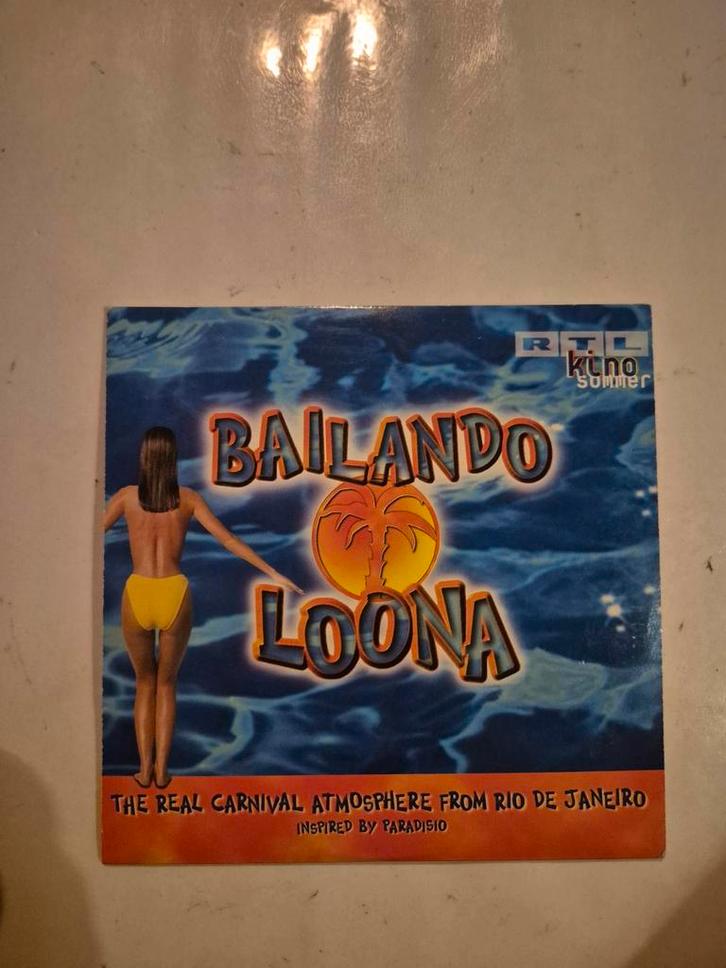 RTL
kino
sommer
BAILANDO
LOONA
THE REAL CARNIVAL ATMOSPHERE FROM RIO DE JANEIRO
INSPIRED BY PARADISIO